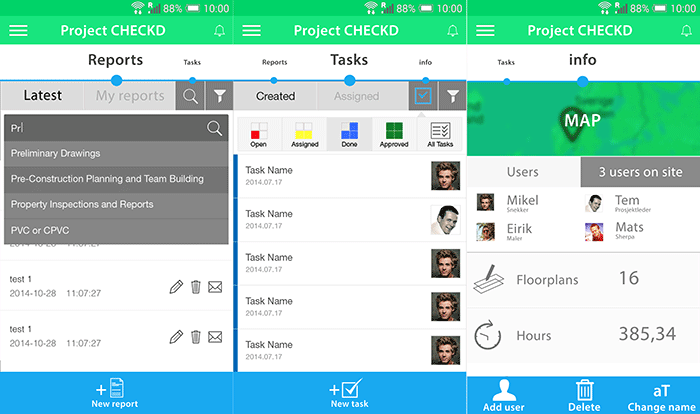 R 88% 10:00
Project CHECKD
Reports
Tasks
Latest
My reports
Pr
Preliminary Drawings
Pre-Construction Planning and Team Building
Property Inspections and Reports
PVC or CPVC
2014-10-28 11:07:27
test 1
2014-10-28 11:07:27
test 1
2014-10-28 11:07:27
+
New report
R 88% 10:00
Project CHECKD
Reports
Tasks
info
Created
Assigned
Open
Assigned
Done
Approved
All Tasks
Task Name
2014.07.17
Task Name
2014.07.17
Task Name
2014.07.17
Task Name
2014.07.17
Task Name
2014.07.17
+
New task
R 88% 10:00
Project CHECKD
Tasks
info
Sverige
MAP
Users
3 users on site
Mikel
Snekker
Tem
Prosjektleder
Eirik
Maler
Mats
Sherpa
Floorplans 16
Hours 385,34
Add user
Delete
aT
Change name